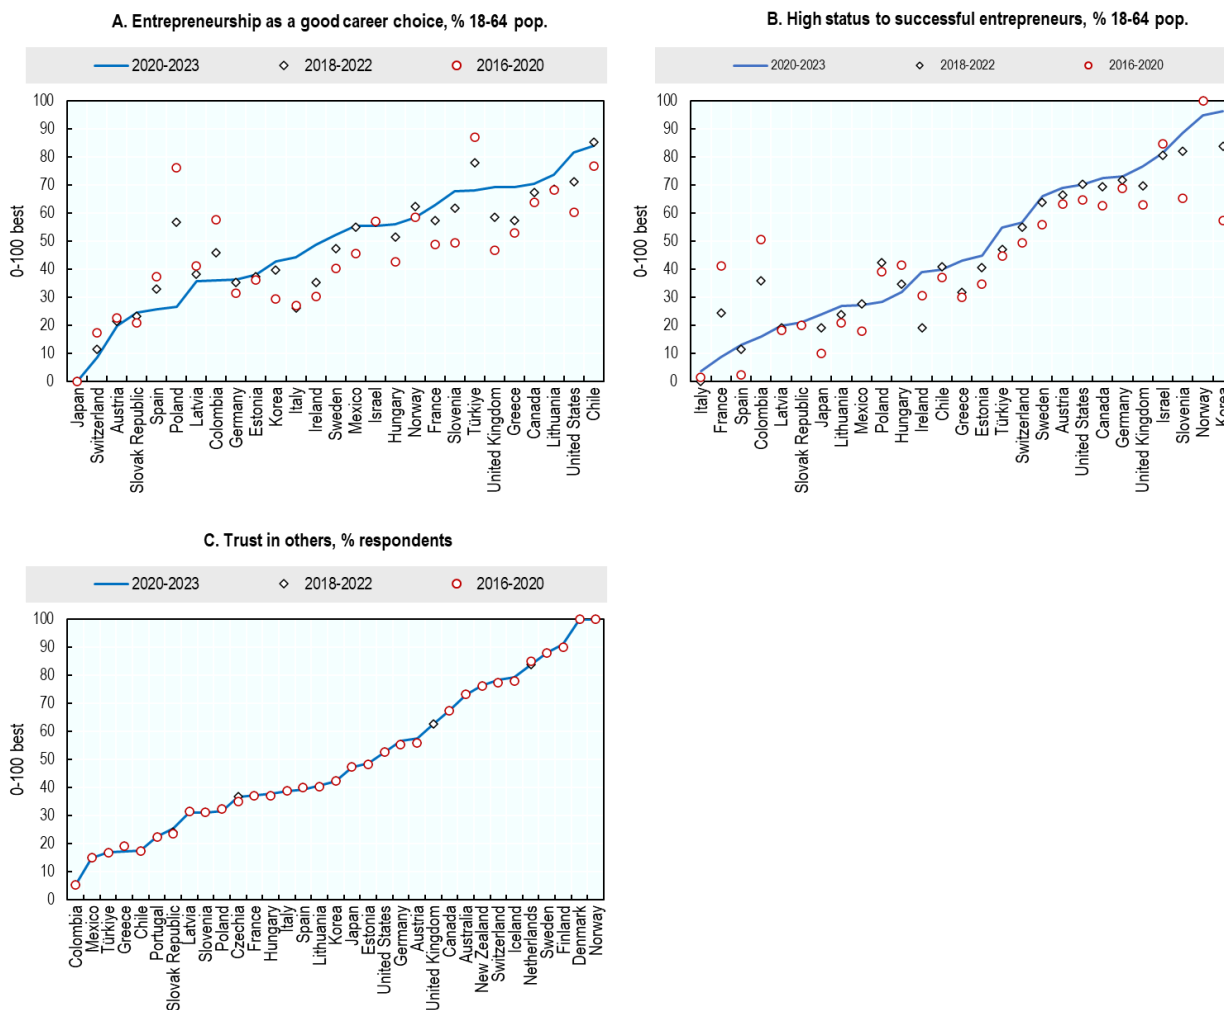 A. Entrepreneurship as a good career choice, % 18-64 pop.
2020-2023
2018-2022
2016-2020
0-100 best
100
90
80
70
60
50
40
30
20
10
0
Japan
Switzerland
Austria
Slovak Republic
Spain
Poland
Latvia
Colombia
Germany
Estonia
Korea
Italy
Ireland
Sweden
Mexico
Israel
Hungary
Norway
France
Slovenia
Türkiye
United Kingdom
Greece
Canada
Lithuania
United States
Chile
B. High status to successful entrepreneurs, % 18-64 pop.
2020-2023
2018-2022
2016-2020
0-100 best
100
90
80
70
60
50
40
30
20
10
0
Italy
France
Spain
Colombia
Latvia
Slovak Republic
Japan
Lithuania
Mexico
Poland
Hungary
Ireland
Chile
Greece
Estonia
Türkiye
Switzerland
Sweden
Austria
United States
Canada
Germany
United Kingdom
Israel
Slovenia
Norway
Korea
C. Trust in others, % respondents
2020-2023
2018-2022
2016-2020
0-100 best
100
90
80
70
60
50
40
30
20
10
0
Colombia
Mexico
Türkiye
Greece
Chile
Portugal
Slovak Republic
Latvia
Slovenia
Poland
Czechia
France
Hungary
Italy
Spain
Lithuania
Korea
Japan
Estonia
United States
Germany
Austria
United Kingdom
Canada
Australia
New Zealand
Switzerland
Iceland
Netherlands
Sweden
Finland
Denmark
Norway